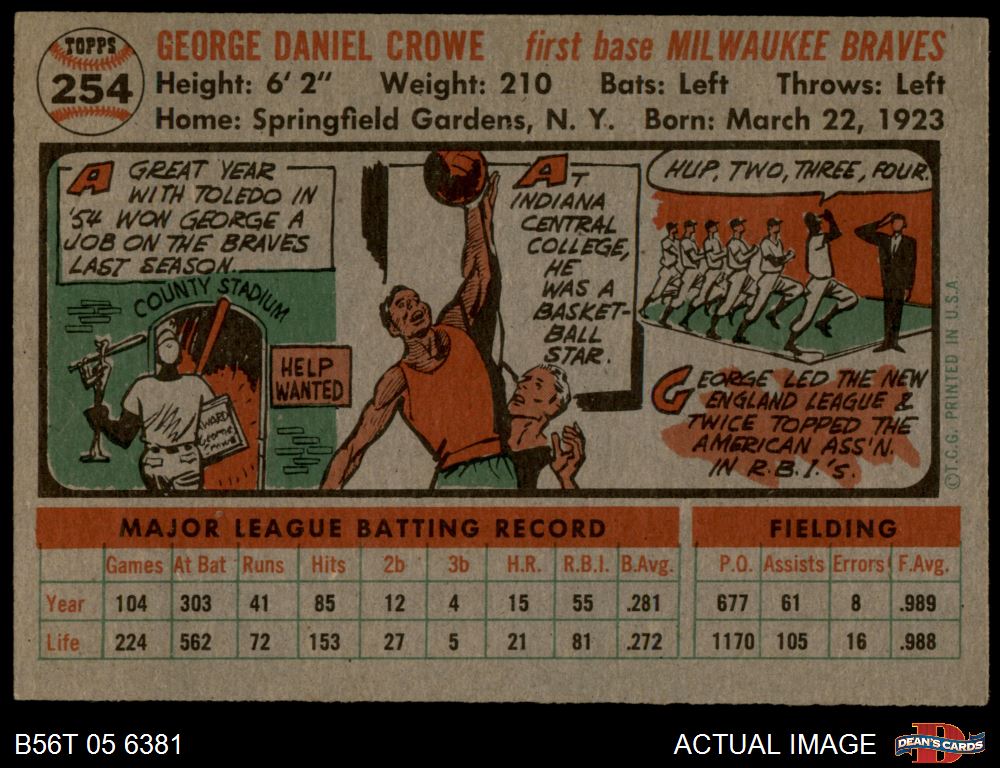 TOPPS
254
GEORGE DANIEL CROWE first base MILWAUKEE BRAVES
Height: 6' 2" Weight: 210 Bats: Left Throws: Left
Home: Springfield Gardens, N. Y. Born: March 22, 1923
A GREAT YEAR
WITH TOLEDO IN
'54 WON GEORGE A
JOB ON THE BRAVES
LAST SEASON.
COUNTY STADIUM
HELP
WANTED
AWARD
George
Crowe
AT
INDIANA
CENTRAL
COLLEGE,
HE
WAS A
BASKET-
BALL
STAR.
HUP, TWO, THREE, FOUR.
GEORGE LED THE NEW
ENGLAND LEAGUE &
TWICE TOPPED THE
AMERICAN ASS'N.
IN R.B.I.'s.
©T.C.G. PRINTED IN U.S.A.
MAJOR LEAGUE BATTING RECORD FIELDING
Games At Bat Runs Hits 2b 3b H.R. R.B.I. B.Avg. P.O. Assists Errors F.Avg.
Year 104 303 41 85 12 4 15 55 .281 677 61 8 .989
Life 224 562 72 153 27 5 21 81 .272 1170 105 16 .988
B56T 05 6381 ACTUAL IMAGE
D
DEAN'S CARDS